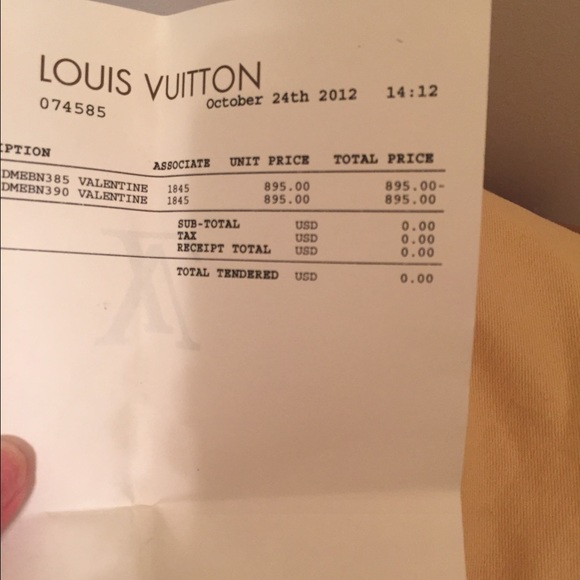 LOUIS VUITTON
074585 October 24th 2012 14:12
IPTION ASSOCIATE UNIT PRICE TOTAL PRICE
DMEBN385 VALENTINE 1845 895.00 895.00-
DMEBN390 VALENTINE 1845 895.00 895.00
SUB-TOTAL USD 0.00
TAX USD 0.00
RECEIPT TOTAL USD 0.00
TOTAL TENDERED USD 0.00